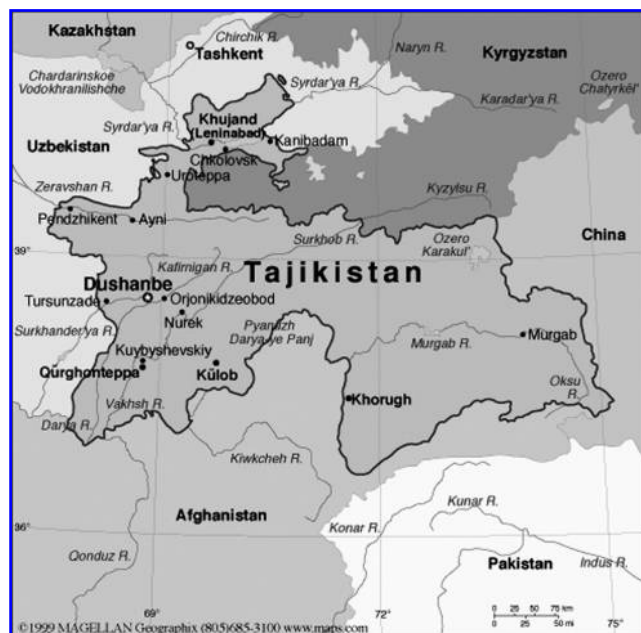 Kazakhstan
Chirchik R.
Tashkent
Naryn R.
Kyrgyzstan
Chardarinskoe
Vodokhranilishche
Syrdar'ya R.
Ozero
Chatyrkël'
Karadar'ya R.
Syrdar'ya R.
Khujand
(Leninabad)
Kanibadam
Uzbekistan
Chkolovsk
Uroteppa
Zeravshan R.
Kyzylsu R.
Pendzhikent
Ayni
China
Surkhob R.
Ozero
Karakul'
39°
Kafirnigan R.
Tajikistan
Dushanbe
Tursunzade
Orjonikidzeobod
Nurek
Surkhander'ya R.
Pyandzh
Darya-ye Panj
Murgab
Murgab R.
Kuybyshevskiy
Qŭrghonteppa
Kŭlob
Oksu
R.
Khorugh
Vakhsh R.
Darya R.
Kiwkcheh R.
Kunar R.
36°
Afghanistan
Konar R.
Qonduz R.
Pakistan
Indus R.
0 25 50 75 km
0 25 50 mi
69°
72°
75°
©1999 MAGELLAN Geographix (805)685-3100 www.maps.com